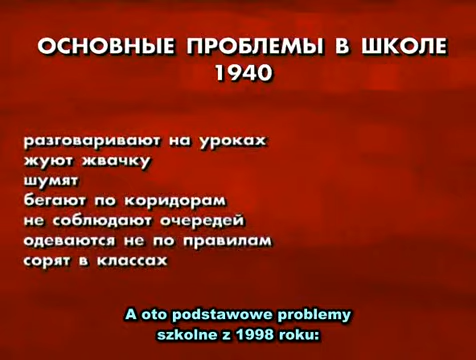 ОСНОВНЫЕ ПРОБЛЕМЫ В ШКОЛЕ
1940
разговаривают на уроках
жуют жвачку
шумят
бегают по коридорам
не соблюдают очередей
одеваются не по правилам
сорят в классах
A oto podstawowe problemy
szkolne z 1998 roku: